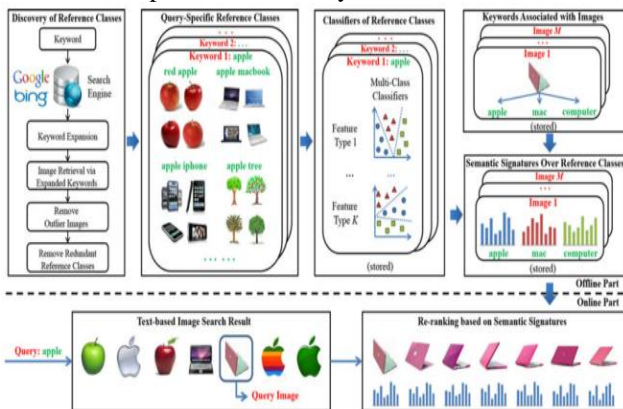 Discovery of Reference Classes
Keyword
Google
bing
Search
Engine
Keyword Expansion
Image Retrieval via
Expanded Keywords
Remove
Outlier Images
Remove Redundant
Reference Classes
Query-Specific Reference Classes
. . .
Keyword 2: . . .
Keyword 1: apple
red apple
apple macbook
apple iphone
apple tree
... ...
Classifiers of Reference Classes
. . .
Keyword 2: . . .
Keyword 1: apple
Multi-Class
Classifiers
Feature
Type 1
... ...
Feature
Type K
(stored)
Keywords Associated with Images
Image M
. . .
Image 1
apple mac computer
(stored)
Semantic Signatures Over Reference Classes
Image M
. . .
Image 1
apple mac computer
(stored)
Offline Part
Online Part
Query: apple
Text-based Image Search Result
Query Image
Re-ranking based on Semantic Signatures